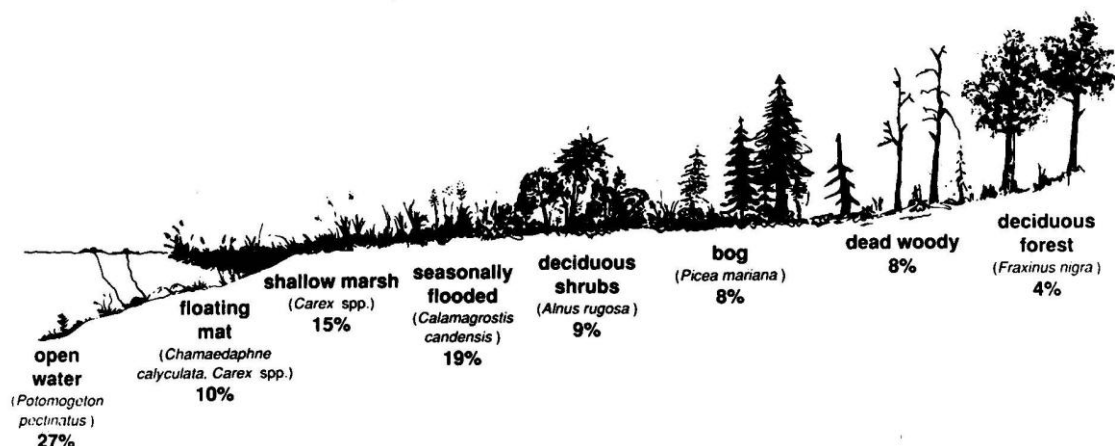 open
water
(Potomogeton
pectinatus)
27%
floating
mat
(Chamaedaphne
calyculata, Carex spp.)
10%
shallow marsh
(Carex spp.)
15%
seasonally
flooded
(Calamagrostis
candensis)
19%
deciduous
shrubs
(Alnus rugosa)
9%
bog
(Picea mariana)
8%
dead woody
8%
deciduous
forest
(Fraxinus nigra)
4%